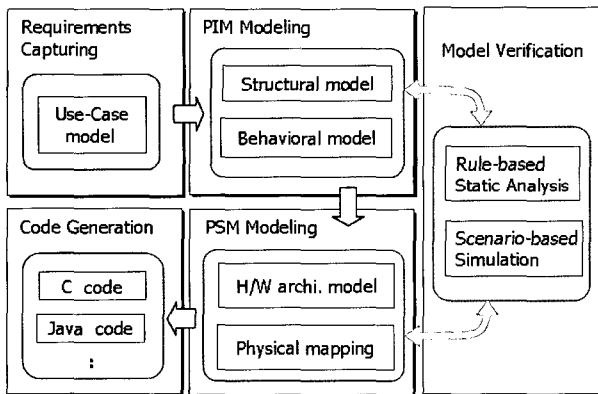 Requirements
Capturing
Use-Case
model
PIM Modeling
Structural model
Behavioral model
Model Verification
Rule-based
Static Analysis
Scenario-based
Simulation
Code Generation
C code
Java code
:
PSM Modeling
H/W archi. model
Physical mapping